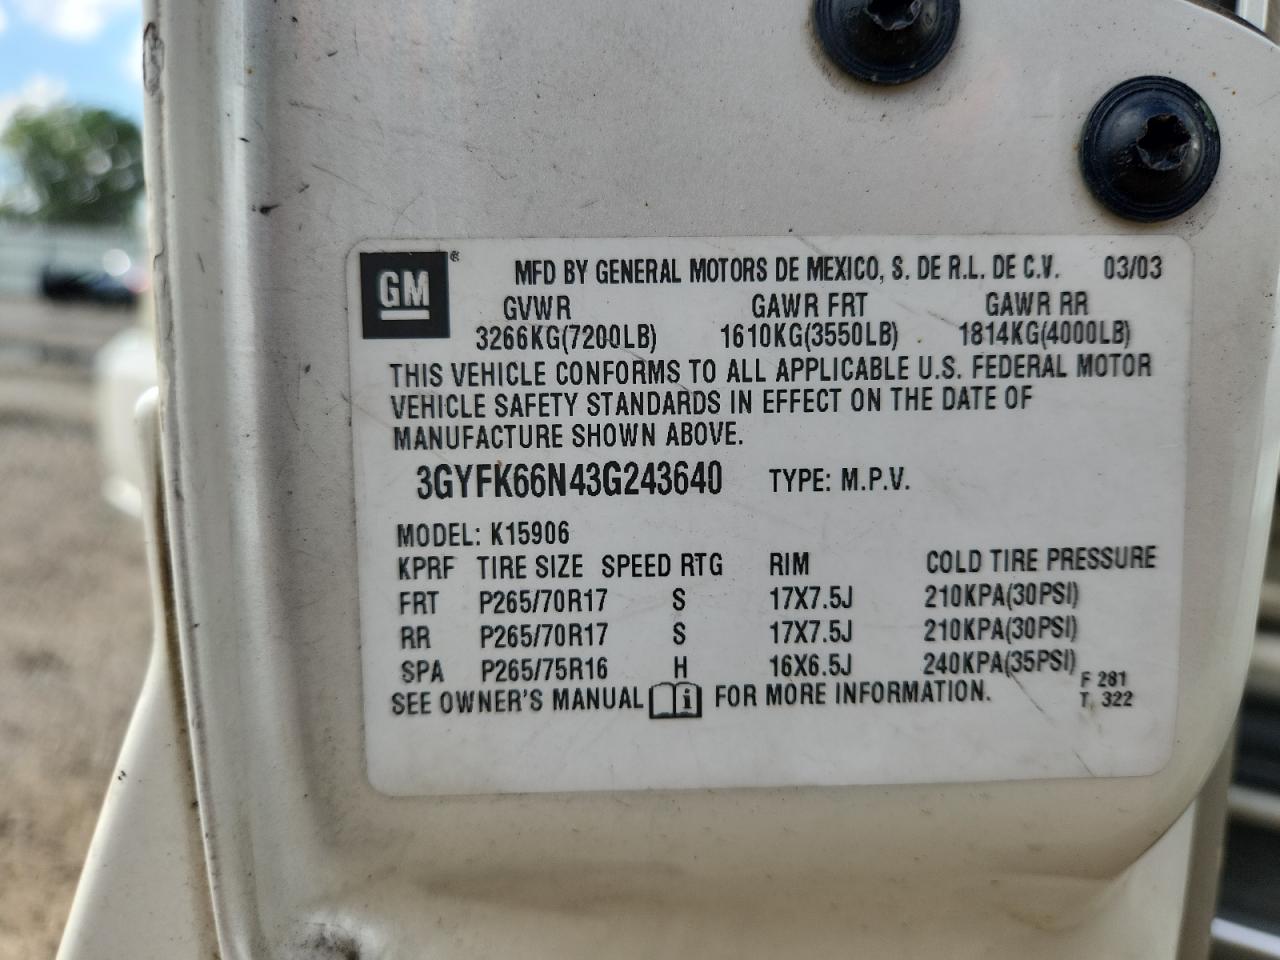 GM ® MFD BY GENERAL MOTORS DE MEXICO, S. DE R.L. DE C.V. 03/03
GVWR GAWR FRT GAWR RR
3266KG(7200LB) 1610KG(3550LB) 1814KG(4000LB)
THIS VEHICLE CONFORMS TO ALL APPLICABLE U.S. FEDERAL MOTOR
VEHICLE SAFETY STANDARDS IN EFFECT ON THE DATE OF
MANUFACTURE SHOWN ABOVE.
3GYFK66N43G243640 TYPE: M.P.V.
MODEL: K15906
KPRF TIRE SIZE SPEED RTG RIM COLD TIRE PRESSURE
FRT P265/70R17 S 17X7.5J 210KPA(30PSI)
RR P265/70R17 S 17X7.5J 210KPA(30PSI)
SPA P265/75R16 H 16X6.5J 240KPA(35PSI)
F 281
SEE OWNER'S MANUAL i FOR MORE INFORMATION. T 322